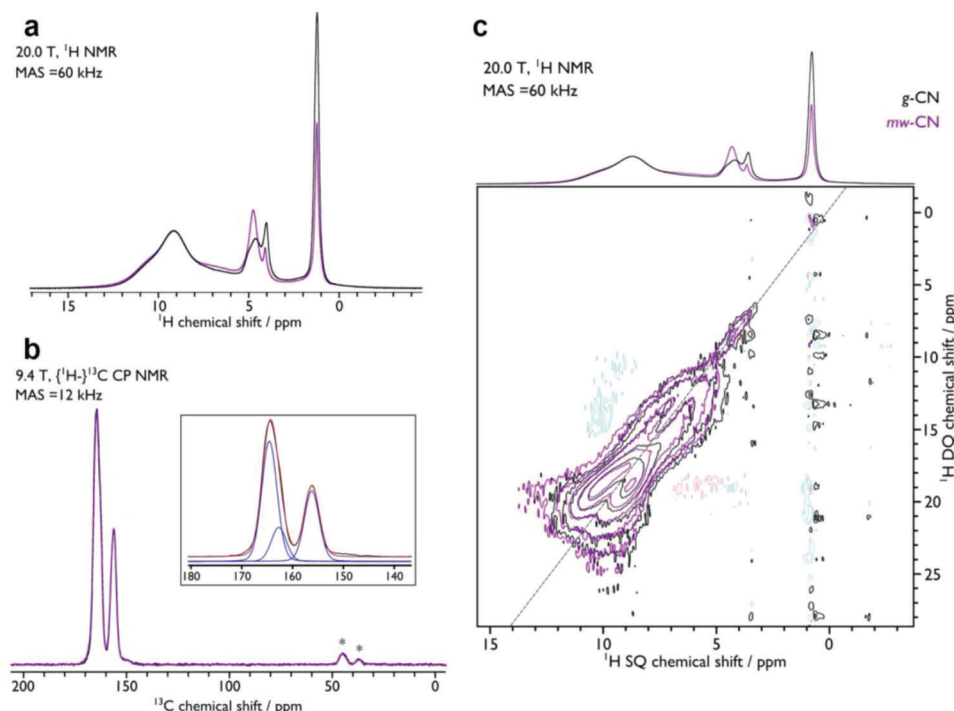 a
20.0 T, ¹H NMR
MAS =60 kHz
15 10 5 0
¹H chemical shift / ppm
b
9.4 T, {¹H-}¹³C CP NMR
MAS =12 kHz
180 170 160 150 140
* *
200 150 100 50 0
¹³C chemical shift / ppm
c
20.0 T, ¹H NMR
MAS =60 kHz
g-CN
mw-CN
0
5
10
15
20
25
¹H DQ chemical shift / ppm
15 10 5 0
¹H SQ chemical shift / ppm